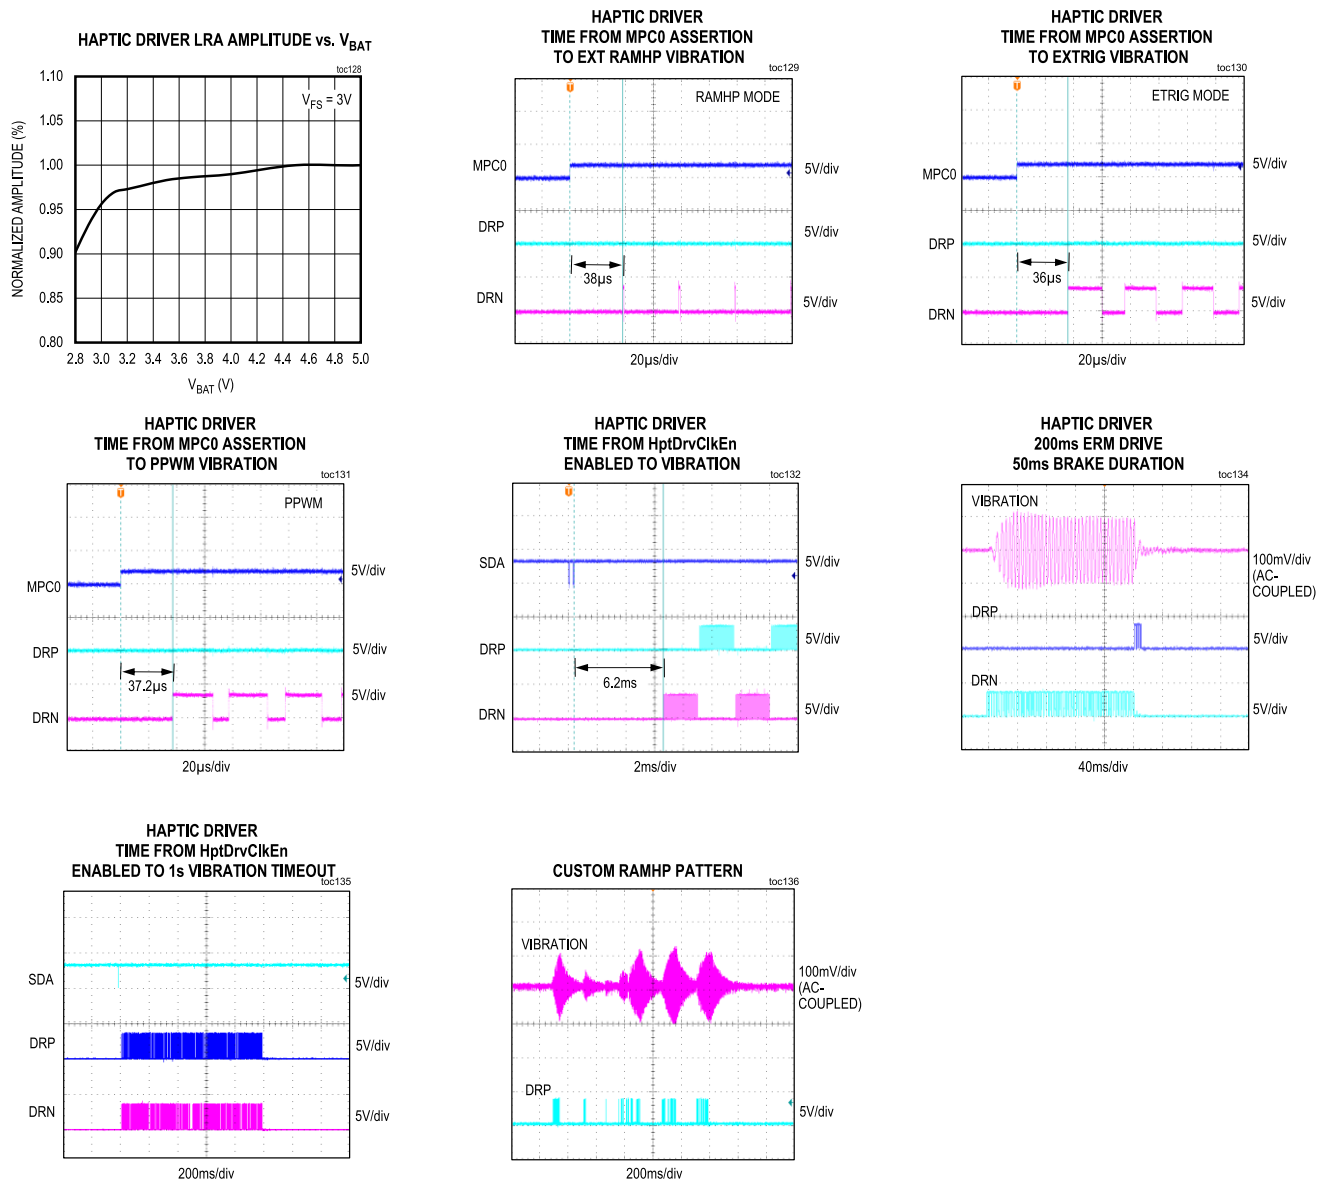 HAPTIC DRIVER LRA AMPLITUDE vs. VBAT
toc128
VFS = 3V
NORMALIZED AMPLITUDE (%)
1.10
1.05
1.00
0.95
0.90
0.85
0.80
2.8 3.0 3.2 3.4 3.6 3.8 4.0 4.2 4.4 4.6 4.8 5.0
VBAT (V)
HAPTIC DRIVER
TIME FROM MPC0 ASSERTION
TO EXT RAMHP VIBRATION
toc129
T
RAMHP MODE
MPC0
5V/div
DRP
5V/div
38µs
DRN
5V/div
20µs/div
HAPTIC DRIVER
TIME FROM MPC0 ASSERTION
TO EXTRIG VIBRATION
toc130
T
ETRIG MODE
MPC0
5V/div
DRP
5V/div
36µs
DRN
5V/div
20µs/div
HAPTIC DRIVER
TIME FROM MPC0 ASSERTION
TO PPWM VIBRATION
toc131
T
PPWM
MPC0
5V/div
DRP
5V/div
37.2µs
DRN
5V/div
20µs/div
HAPTIC DRIVER
TIME FROM HptDrvClkEn
ENABLED TO VIBRATION
toc132
T
SDA
5V/div
DRP
5V/div
6.2ms
DRN
5V/div
2ms/div
HAPTIC DRIVER
200ms ERM DRIVE
50ms BRAKE DURATION
toc134
VIBRATION
100mV/div
(AC-
COUPLED)
DRP
5V/div
DRN
5V/div
40ms/div
HAPTIC DRIVER
TIME FROM HptDrvClkEn
ENABLED TO 1s VIBRATION TIMEOUT
toc135
SDA
5V/div
DRP
5V/div
DRN
5V/div
200ms/div
CUSTOM RAMHP PATTERN
toc136
VIBRATION
100mV/div
(AC-
COUPLED)
DRP
5V/div
200ms/div